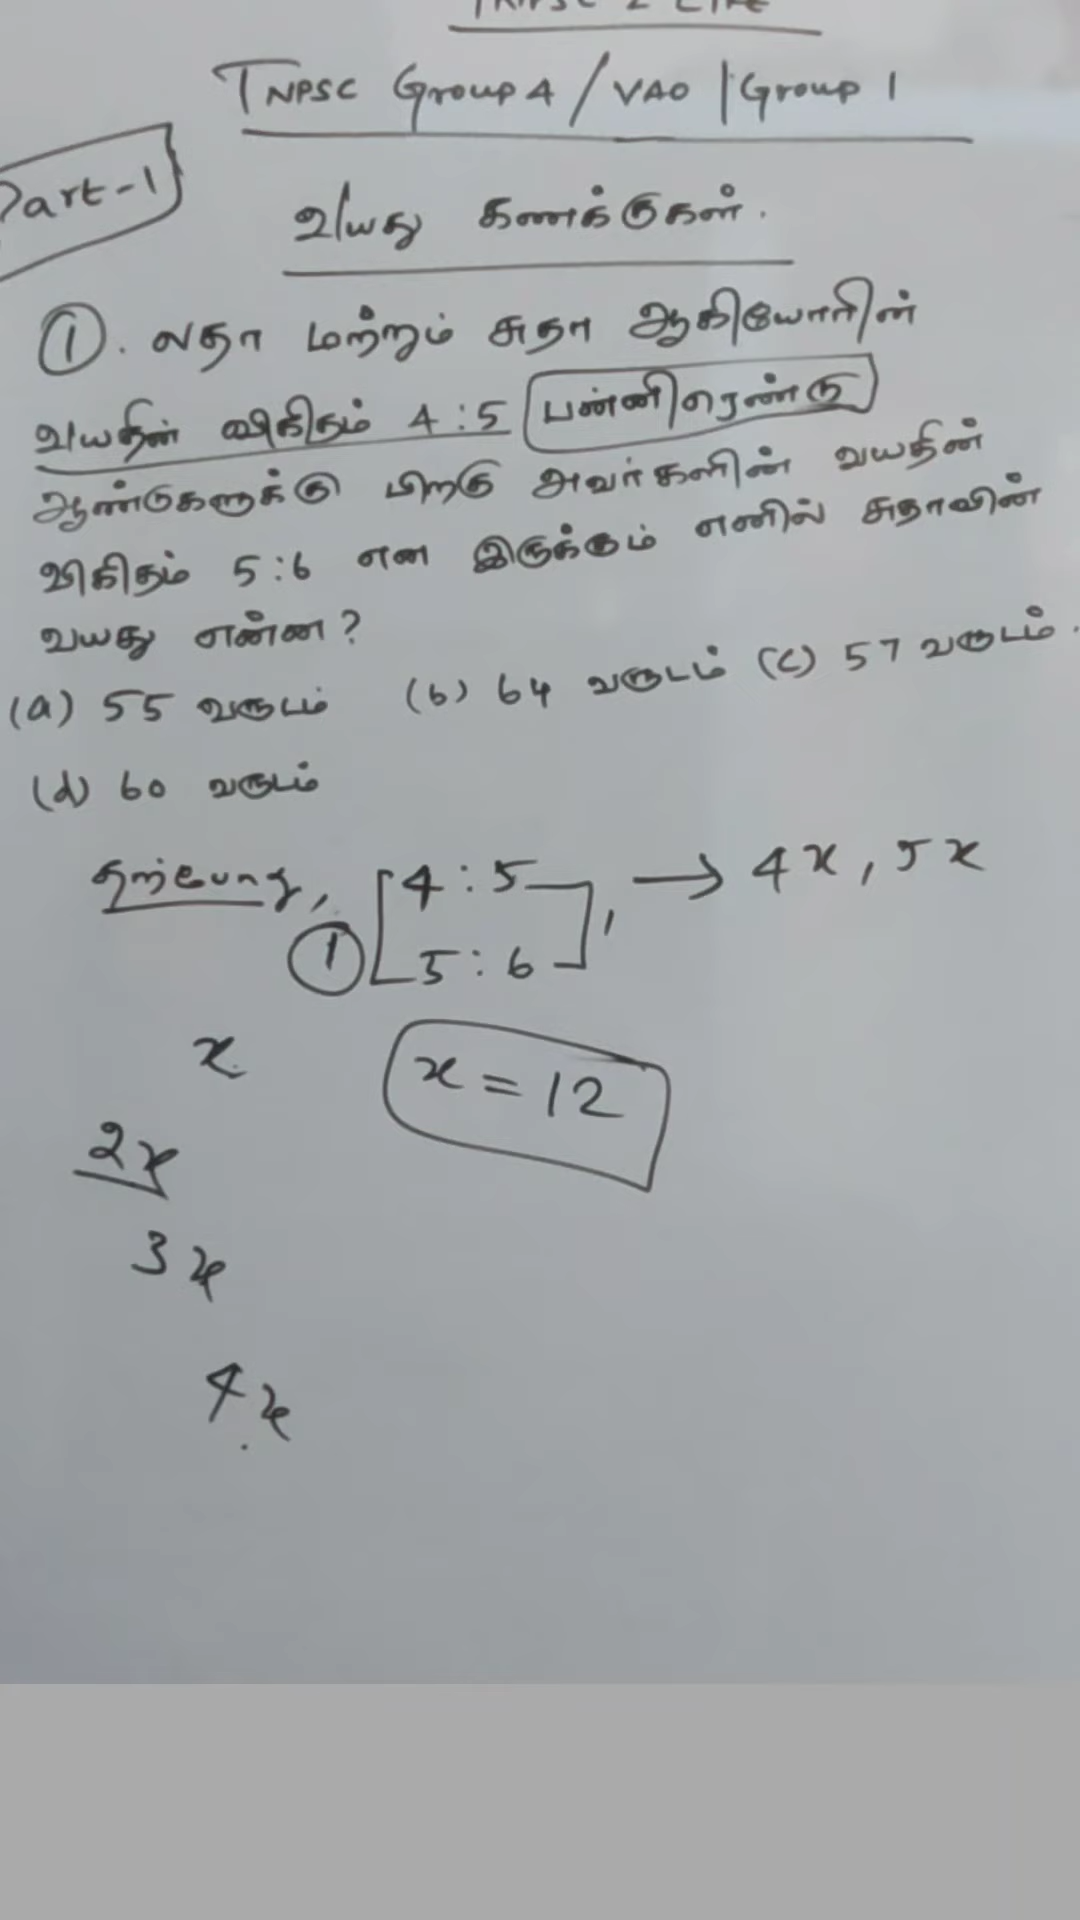 TNPSC Group 4 / VAO | Group 1
Part-1
வயது கணக்குகள்.
1. லதா மற்றும் சுதா ஆகியோரின்
வயதின் விகிதம் 4:5 பன்னிரெண்டு
ஆண்டுகளுக்கு பிறகு அவர்களின் வயதின்
விகிதம் 5:6 என இருக்கும் எனில் சுதாவின்
வயது என்ன?
(a) 55 வருடம் (b) 64 வருடம் (c) 57 வருடம்.
(d) 60 வருடம்
தற்போது, 4:5 → 4x, 5x
1 5:6
x x = 12
2x
3x
4x